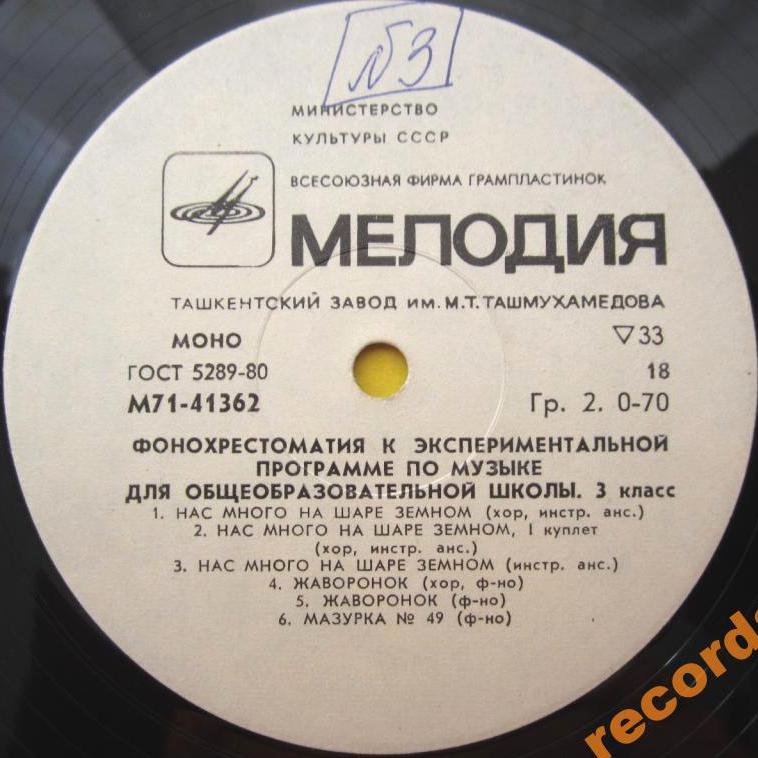 №3
МИНИСТЕРСТВО
КУЛЬТУРЫ СССР
ВСЕСОЮЗНАЯ ФИРМА ГРАМПЛАСТИНОК
МЕЛОДИЯ
ТАШКЕНТСКИЙ ЗАВОД ИМ. М.Т. ТАШМУХАМЕДОВА
МОНО ▽33
ГОСТ 5289-80 18
М71-41362 Гр. 2. 0-70
ФОНОХРЕСТОМАТИЯ К ЭКСПЕРИМЕНТАЛЬНОЙ
ПРОГРАММЕ ПО МУЗЫКЕ
ДЛЯ ОБЩЕОБРАЗОВАТЕЛЬНОЙ ШКОЛЫ. 3 класс
1. НАС МНОГО НА ШАРЕ ЗЕМНОМ (хор, инстр. анс.)
2. НАС МНОГО НА ШАРЕ ЗЕМНОМ, I куплет
(хор, инстр. анс.)
3. НАС МНОГО НА ШАРЕ ЗЕМНОМ (инстр. анс.)
4. ЖАВОРОНОК (хор, ф-но)
5. ЖАВОРОНОК (ф-но)
6. МАЗУРКА № 49 (ф-но)
records